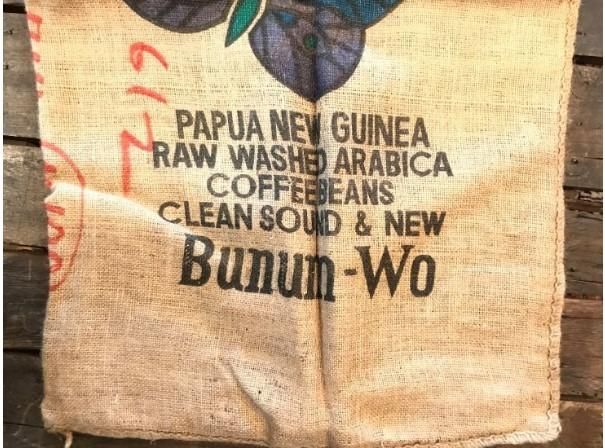 PAPUA NEW GUINEA
RAW WASHED ARABICA
COFFEEBEANS
CLEAN SOUND & NEW
Bunum-Wo